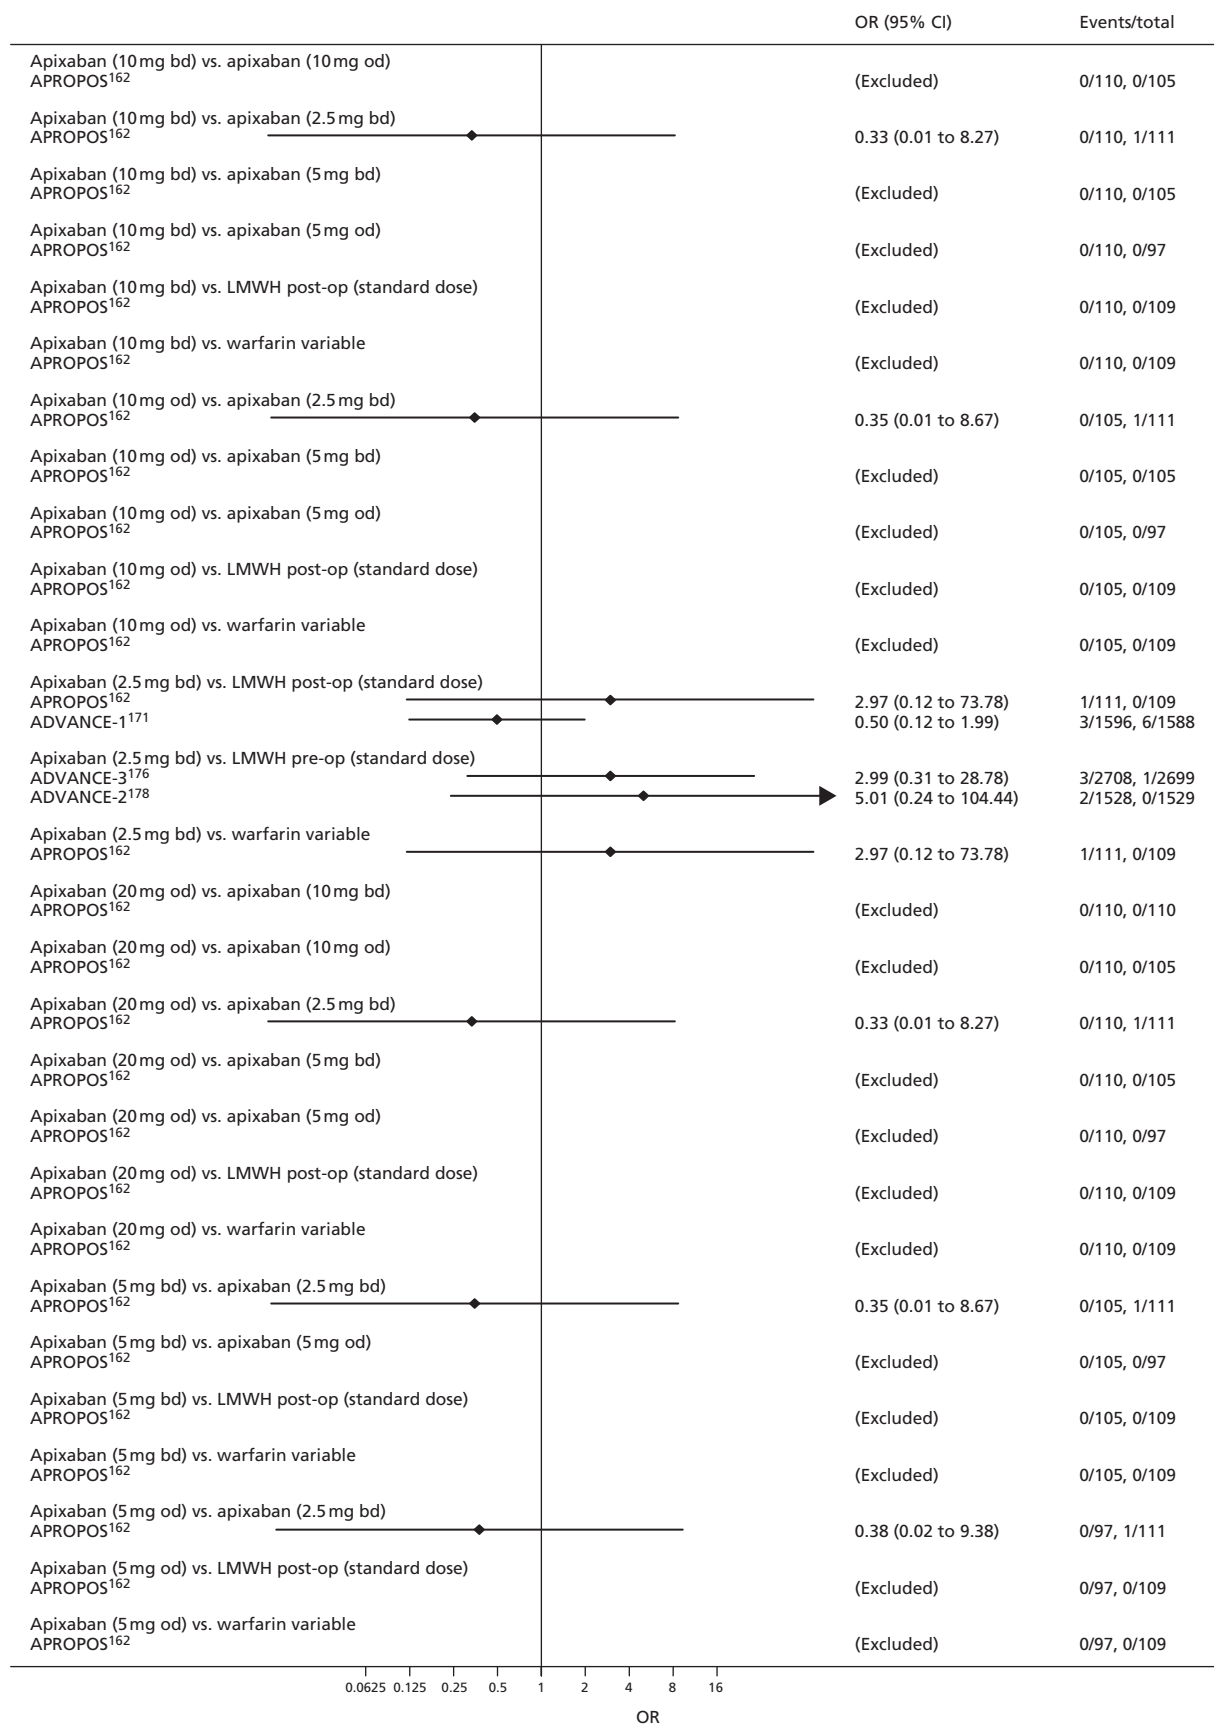 OR (95% CI) Events/total
Apixaban (10 mg bd) vs. apixaban (10 mg od)
APROPOS162 (Excluded) 0/110, 0/105
Apixaban (10 mg bd) vs. apixaban (2.5 mg bd)
APROPOS162 0.33 (0.01 to 8.27) 0/110, 1/111
Apixaban (10 mg bd) vs. apixaban (5 mg bd)
APROPOS162 (Excluded) 0/110, 0/105
Apixaban (10 mg bd) vs. apixaban (5 mg od)
APROPOS162 (Excluded) 0/110, 0/97
Apixaban (10 mg bd) vs. LMWH post-op (standard dose)
APROPOS162 (Excluded) 0/110, 0/109
Apixaban (10 mg bd) vs. warfarin variable
APROPOS162 (Excluded) 0/110, 0/109
Apixaban (10 mg od) vs. apixaban (2.5 mg bd)
APROPOS162 0.35 (0.01 to 8.67) 0/105, 1/111
Apixaban (10 mg od) vs. apixaban (5 mg bd)
APROPOS162 (Excluded) 0/105, 0/105
Apixaban (10 mg od) vs. apixaban (5 mg od)
APROPOS162 (Excluded) 0/105, 0/97
Apixaban (10 mg od) vs. LMWH post-op (standard dose)
APROPOS162 (Excluded) 0/105, 0/109
Apixaban (10 mg od) vs. warfarin variable
APROPOS162 (Excluded) 0/105, 0/109
Apixaban (2.5 mg bd) vs. LMWH post-op (standard dose)
APROPOS162 2.97 (0.12 to 73.78) 1/111, 0/109
ADVANCE-1171 0.50 (0.12 to 1.99) 3/1596, 6/1588
Apixaban (2.5 mg bd) vs. LMWH pre-op (standard dose)
ADVANCE-3176 2.99 (0.31 to 28.78) 3/2708, 1/2699
ADVANCE-2178 5.01 (0.24 to 104.44) 2/1528, 0/1529
Apixaban (2.5 mg bd) vs. warfarin variable
APROPOS162 2.97 (0.12 to 73.78) 1/111, 0/109
Apixaban (20 mg od) vs. apixaban (10 mg bd)
APROPOS162 (Excluded) 0/110, 0/110
Apixaban (20 mg od) vs. apixaban (10 mg od)
APROPOS162 (Excluded) 0/110, 0/105
Apixaban (20 mg od) vs. apixaban (2.5 mg bd)
APROPOS162 0.33 (0.01 to 8.27) 0/110, 1/111
Apixaban (20 mg od) vs. apixaban (5 mg bd)
APROPOS162 (Excluded) 0/110, 0/105
Apixaban (20 mg od) vs. apixaban (5 mg od)
APROPOS162 (Excluded) 0/110, 0/97
Apixaban (20 mg od) vs. LMWH post-op (standard dose)
APROPOS162 (Excluded) 0/110, 0/109
Apixaban (20 mg od) vs. warfarin variable
APROPOS162 (Excluded) 0/110, 0/109
Apixaban (5 mg bd) vs. apixaban (2.5 mg bd)
APROPOS162 0.35 (0.01 to 8.67) 0/105, 1/111
Apixaban (5 mg bd) vs. apixaban (5 mg od)
APROPOS162 (Excluded) 0/105, 0/97
Apixaban (5 mg bd) vs. LMWH post-op (standard dose)
APROPOS162 (Excluded) 0/105, 0/109
Apixaban (5 mg bd) vs. warfarin variable
APROPOS162 (Excluded) 0/105, 0/109
Apixaban (5 mg od) vs. apixaban (2.5 mg bd)
APROPOS162 0.38 (0.02 to 9.38) 0/97, 1/111
Apixaban (5 mg od) vs. LMWH post-op (standard dose)
APROPOS162 (Excluded) 0/97, 0/109
Apixaban (5 mg od) vs. warfarin variable
APROPOS162 (Excluded) 0/97, 0/109
0.0625 0.125 0.25 0.5 1 2 4 8 16
OR